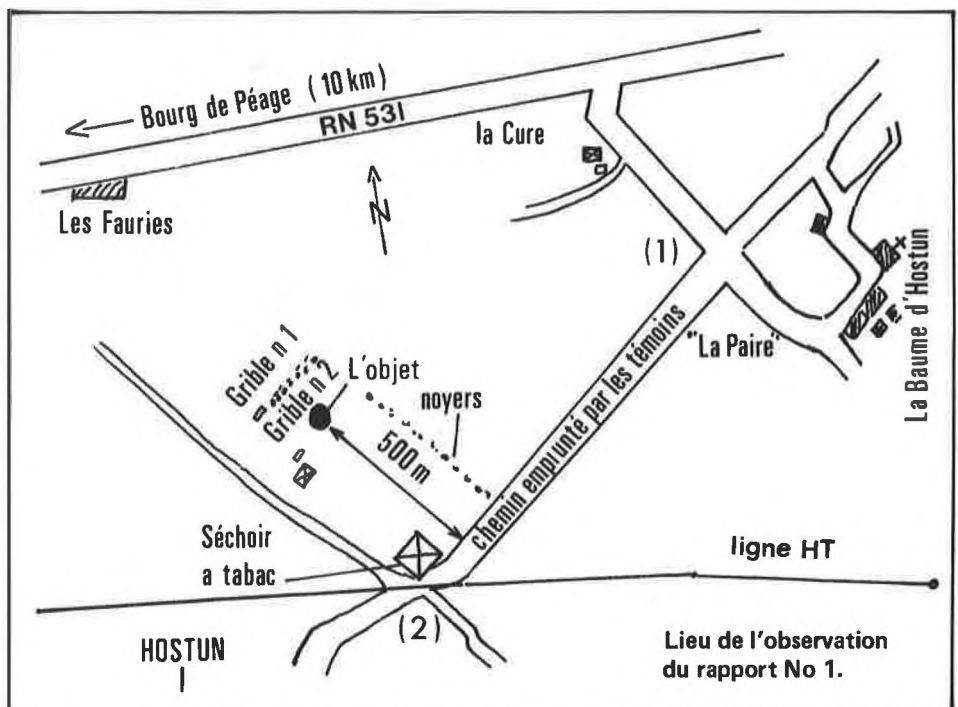 Bourg de Péage (10 km)
RN 531
la Cure
Les Fauries
N
(1)
"La Paire"
La Baume d'Hostun
Grible n 1
Grible n 2
L'objet
noyers
500 m
chemin emprunté par les témoins
Séchoir
a tabac
ligne HT
(2)
HOSTUN
Lieu de l'observation
du rapport No 1.